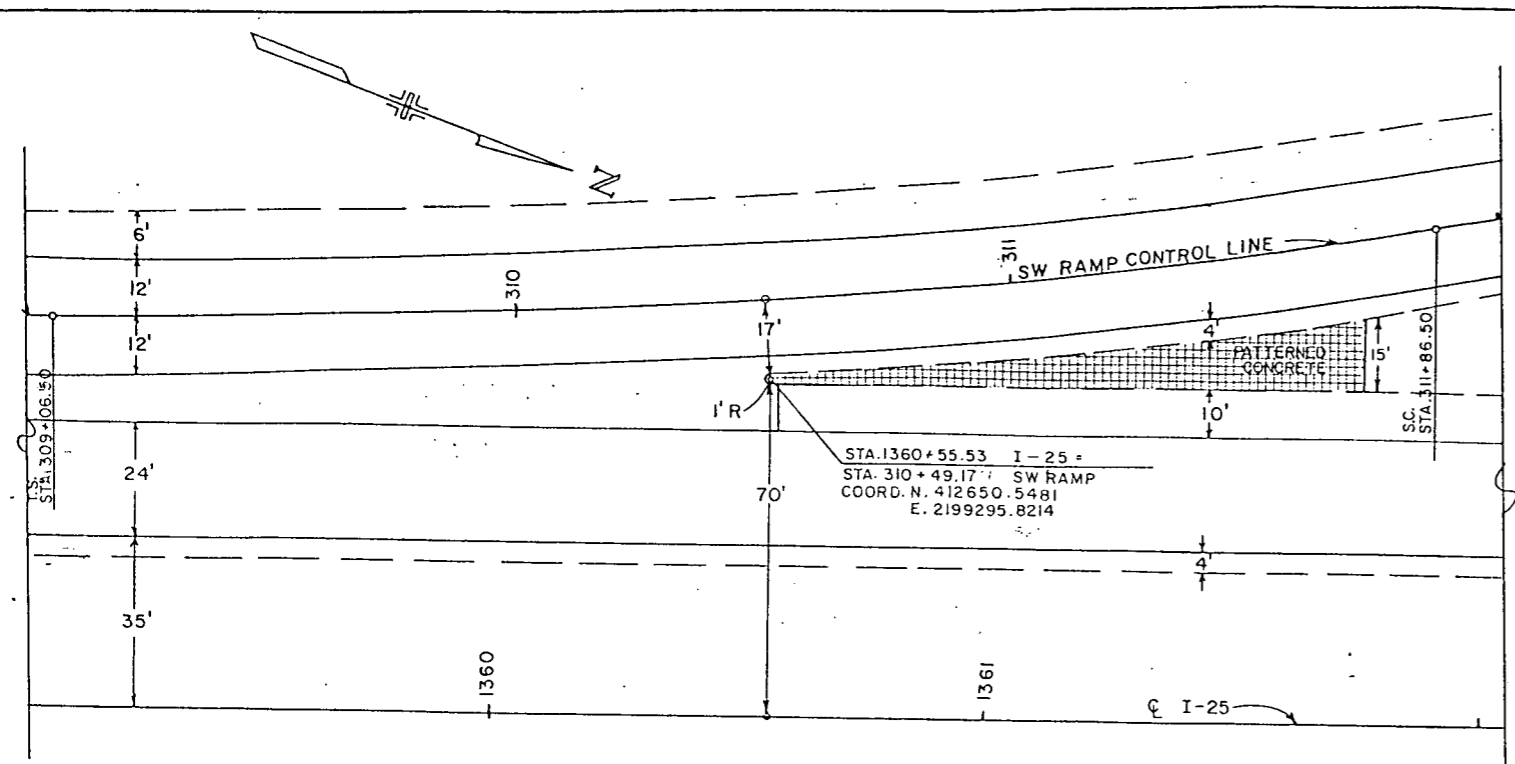 N
6'
12'
12'
310
17'
311
SW RAMP CONTROL LINE
4'
PATTERNED
CONCRETE
15'
T.S.
STA. 309+06.50
S.C.
STA. 311+86.50
1' R
10'
24'
70'
STA. 1360+55.53 I-25 =
STA. 310+49.17 SW RAMP
COORD. N. 412650.5481
E. 2199295.8214
4'
35'
1360
1361
℄ I-25